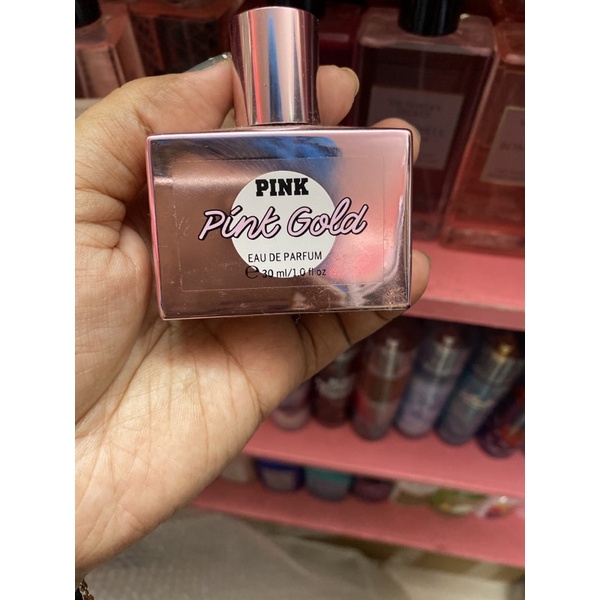 PINK
Pink Gold
EAU DE PARFUM
℮ 30 ml/1.0 fl oz